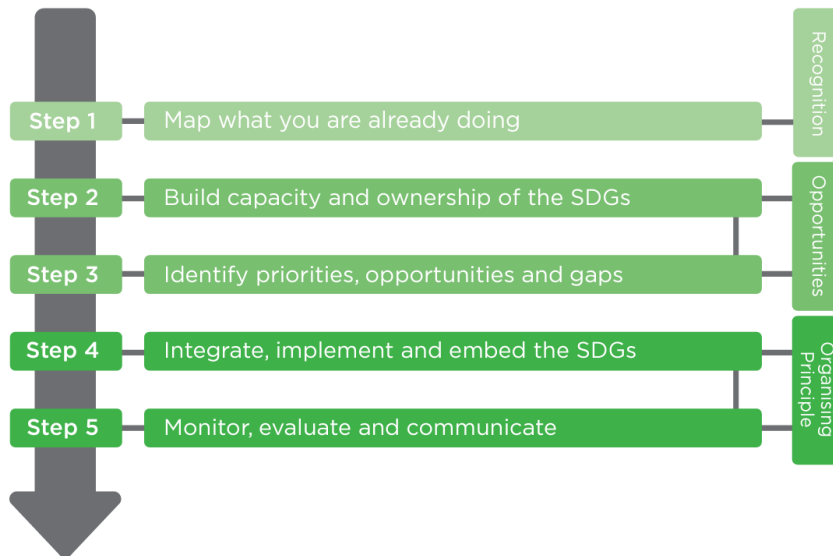 Recognition
Step 1 Map what you are already doing
Opportunities
Step 2 Build capacity and ownership of the SDGs
Step 3 Identify priorities, opportunities and gaps
Organising
Principle
Step 4 Integrate, implement and embed the SDGs
Step 5 Monitor, evaluate and communicate